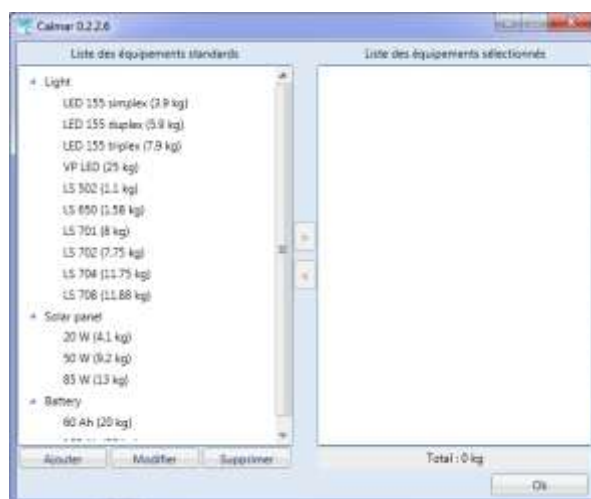 Calmar 0.2.2.6
Liste des équipements standards
Light
LED 155 simplex (3.9 kg)
LED 155 duplex (5.9 kg)
LED 155 triplex (7.9 kg)
VP LED (25 kg)
LS 502 (1.1 kg)
LS 650 (1.58 kg)
LS 701 (8 kg)
LS 702 (7.75 kg)
LS 704 (11.75 kg)
LS 708 (11.88 kg)
Solar panel
20 W (4.1 kg)
50 W (9.2 kg)
85 W (13 kg)
Battery
60 Ah (20 kg)
Ajouter
Modifier
Supprimer
Liste des équipements sélectionnés
Total : 0 kg
Ok